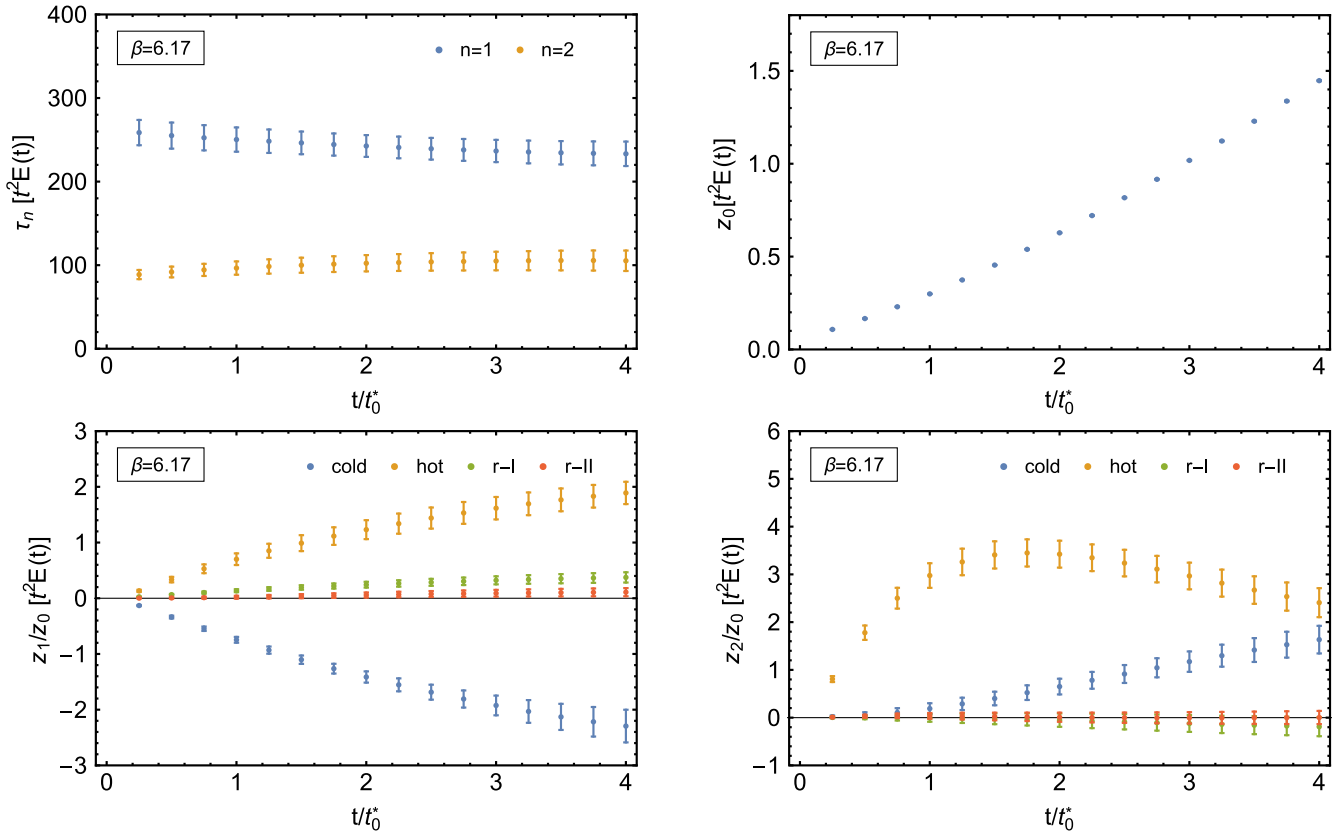 β=6.17
n=1 n=2
τn [t²E(t)]
400
300
200
100
0
0 1 2 3 4
t/t₀*
β=6.17
z₀[t²E(t)]
1.5
1.0
0.5
0.0
0 1 2 3 4
t/t₀*
β=6.17
cold hot r–I r–II
z₁/z₀ [t²E(t)]
3
2
1
0
−1
−2
−3
0 1 2 3 4
t/t₀*
β=6.17
cold hot r–I r–II
z₂/z₀ [t²E(t)]
6
5
4
3
2
1
0
−1
0 1 2 3 4
t/t₀*